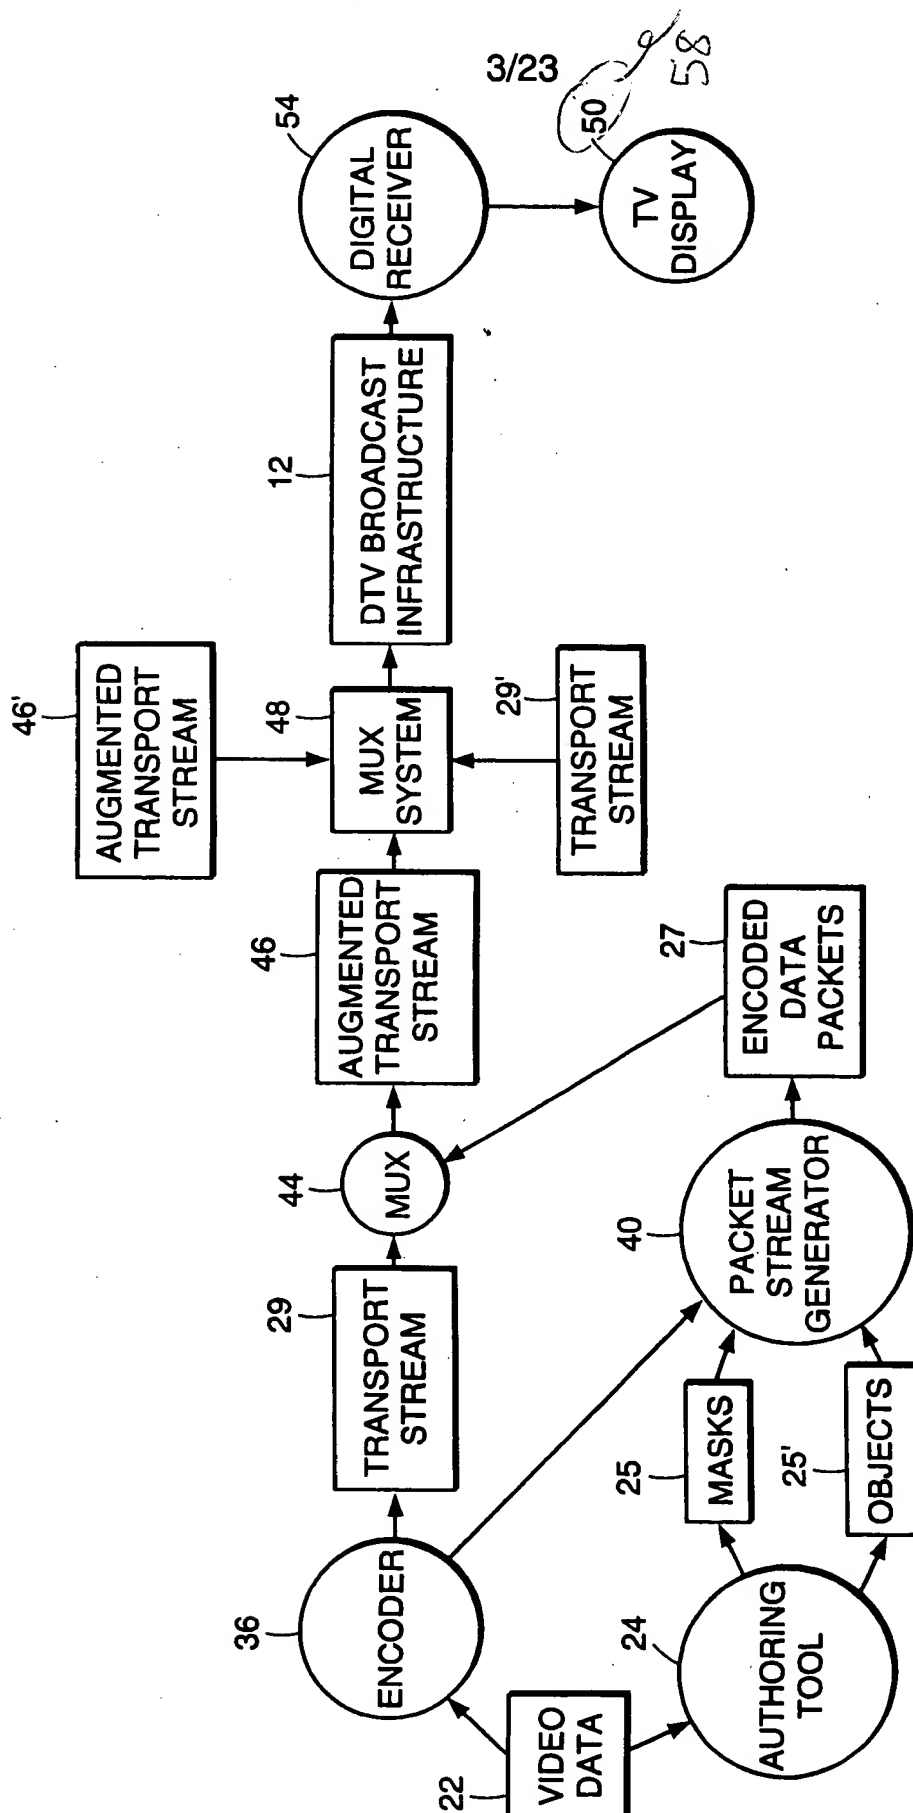 3/23
54
DIGITAL
RECEIVER
50
58
TV
DISPLAY
12
DTV BROADCAST
INFRASTRUCTURE
46'
AUGMENTED
TRANSPORT
STREAM
48
MUX
SYSTEM
29'
TRANSPORT
STREAM
46
AUGMENTED
TRANSPORT
STREAM
27
ENCODED
DATA
PACKETS
44
MUX
40
PACKET
STREAM
GENERATOR
29
TRANSPORT
STREAM
25
MASKS
25'
OBJECTS
36
ENCODER
24
AUTHORING
TOOL
22
VIDEO
DATA